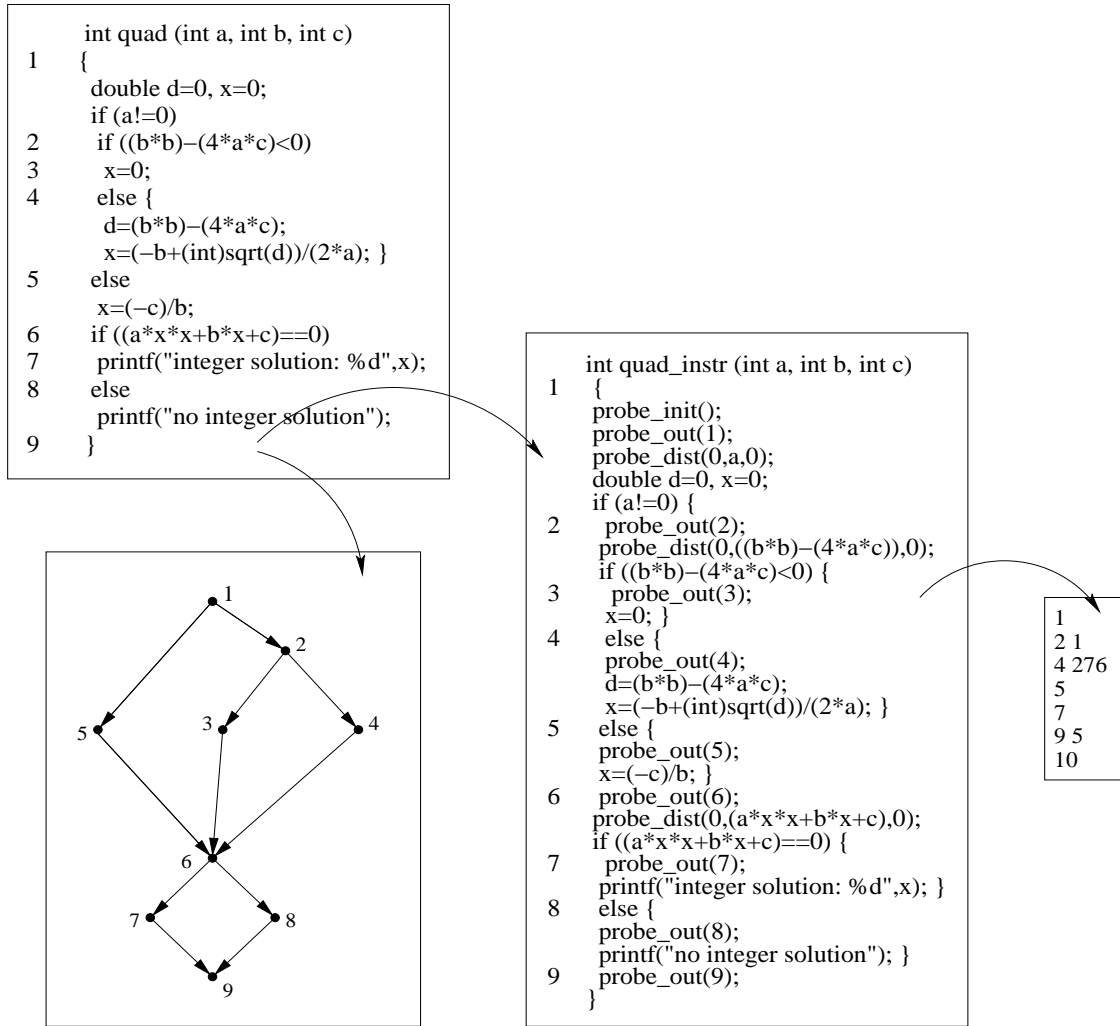 int quad (int a, int b, int c)
1 {
double d=0, x=0;
if (a!=0)
2 if ((b*b)−(4*a*c)<0)
3 x=0;
4 else {
d=(b*b)−(4*a*c);
x=(−b+(int)sqrt(d))/(2*a); }
5 else
x=(−c)/b;
6 if ((a*x*x+b*x+c)==0)
7 printf("integer solution: %d",x);
8 else
printf("no integer solution");
9 }
1
2
3
4
5
6
7
8
9
int quad_instr (int a, int b, int c)
1 {
probe_init();
probe_out(1);
probe_dist(0,a,0);
double d=0, x=0;
if (a!=0) {
2 probe_out(2);
probe_dist(0,((b*b)−(4*a*c)),0);
if ((b*b)−(4*a*c)<0) {
3 probe_out(3);
x=0; }
4 else {
probe_out(4);
d=(b*b)−(4*a*c);
x=(−b+(int)sqrt(d))/(2*a); }
5 else {
probe_out(5);
x=(−c)/b; }
6 probe_out(6);
probe_dist(0,(a*x*x+b*x+c),0);
if ((a*x*x+b*x+c)==0) {
7 probe_out(7);
printf("integer solution: %d",x); }
8 else {
probe_out(8);
printf("no integer solution"); }
9 probe_out(9);
}
1
2 1
4 276
5
7
9 5
10